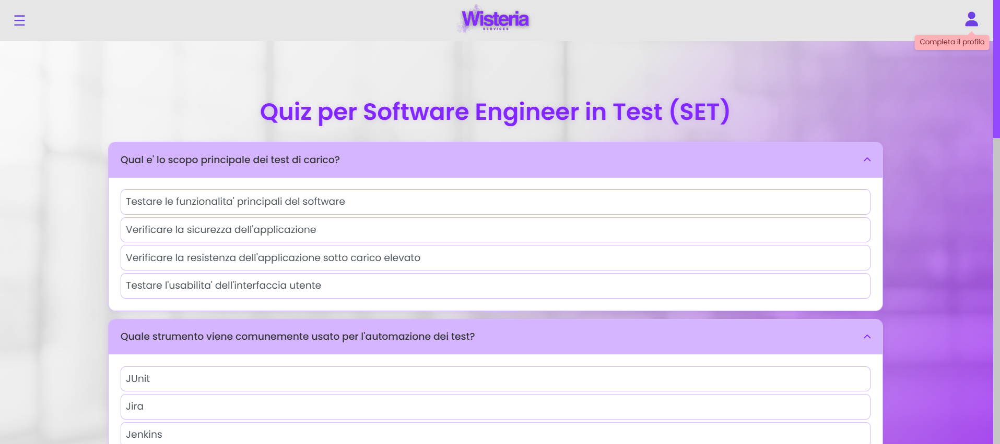 Wisteria
SERVICES
Completa il profilo
Quiz per Software Engineer in Test (SET)
Qual e' lo scopo principale dei test di carico?
Testare le funzionalita' principali del software
Verificare la sicurezza dell'applicazione
Verificare la resistenza dell'applicazione sotto carico elevato
Testare l'usabilita' dell'interfaccia utente
Quale strumento viene comunemente usato per l'automazione dei test?
JUnit
Jira
Jenkins